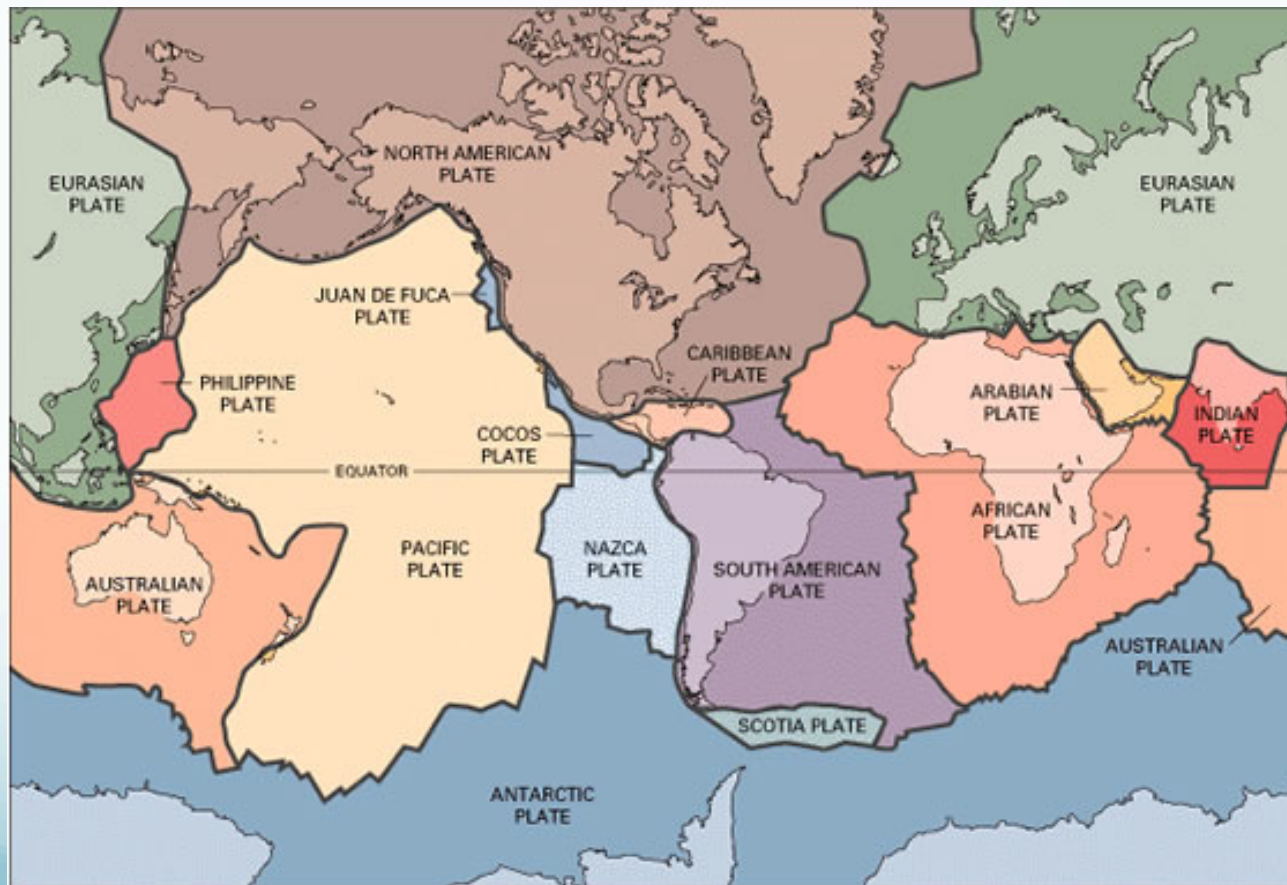 NORTH AMERICAN
PLATE
EURASIAN
PLATE
EURASIAN
PLATE
JUAN DE FUCA
PLATE
CARIBBEAN
PLATE
PHILIPPINE
PLATE
ARABIAN
PLATE
INDIAN
PLATE
COCOS
PLATE
EQUATOR
AFRICAN
PLATE
PACIFIC
PLATE
NAZCA
PLATE
SOUTH AMERICAN
PLATE
AUSTRALIAN
PLATE
AUSTRALIAN
PLATE
SCOTIA PLATE
ANTARCTIC
PLATE